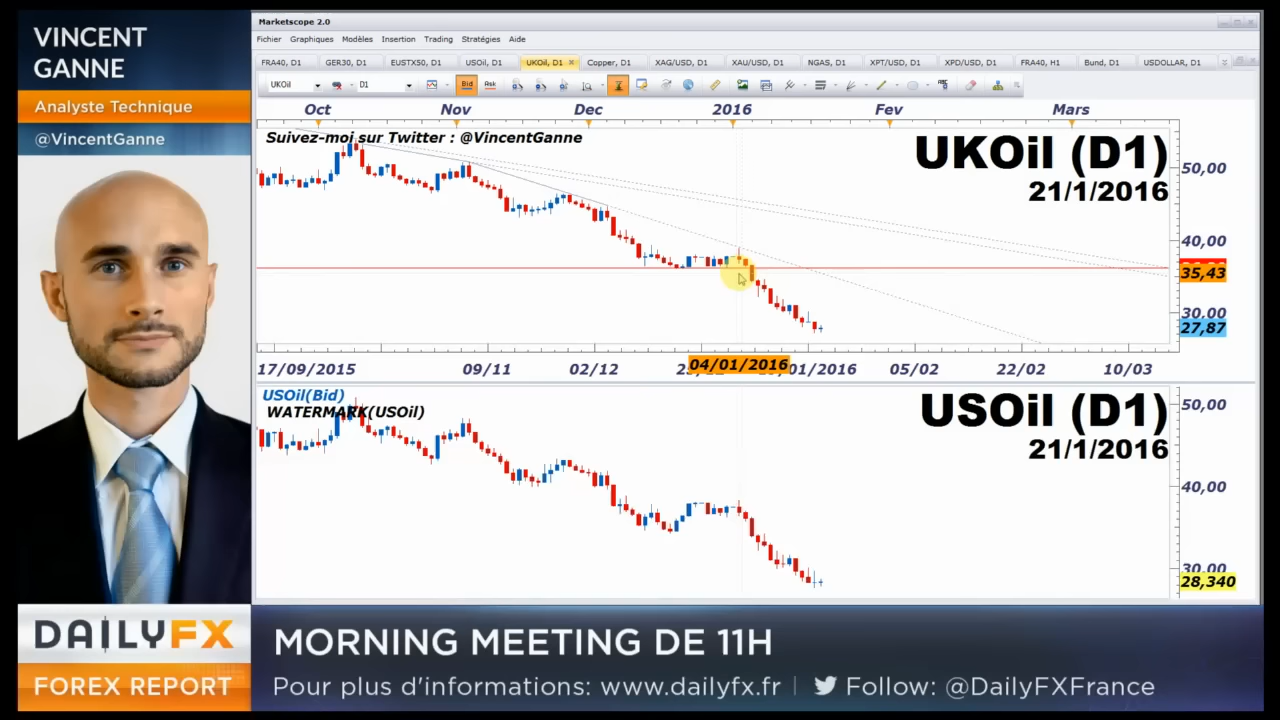 VINCENT
GANNE
Analyste Technique
@VincentGanne
Marketscope 2.0
Fichier Graphiques Modèles Insertion Trading Stratégies Aide
FRA40, D1 GER30, D1 EUSTX50, D1 USOil, D1 UKOil, D1 Copper, D1 XAG/USD, D1 XAU/USD, D1 NGAS, D1 XPT/USD, D1 XPD/USD, D1 FRA40, H1 Bund, D1 USDOLLAR, D1
UKOil D1 Bid Ask
Oct Nov Dec 2016 Fev Mars
Suivez-moi sur Twitter : @VincentGanne
UKOil (D1)
21/1/2016
50,00
40,00
35,43
30,00
27,87
17/09/2015 09/11 02/12 04/01/2016 01/2016 05/02 22/02 10/03
USOil(Bid)
WATERMARK(USOil)
USOil (D1)
21/1/2016
50,00
40,00
30,00
28,340
DAILYFX
FOREX REPORT
MORNING MEETING DE 11H
Pour plus d'informations: www.dailyfx.fr | Follow: @DailyFXFrance